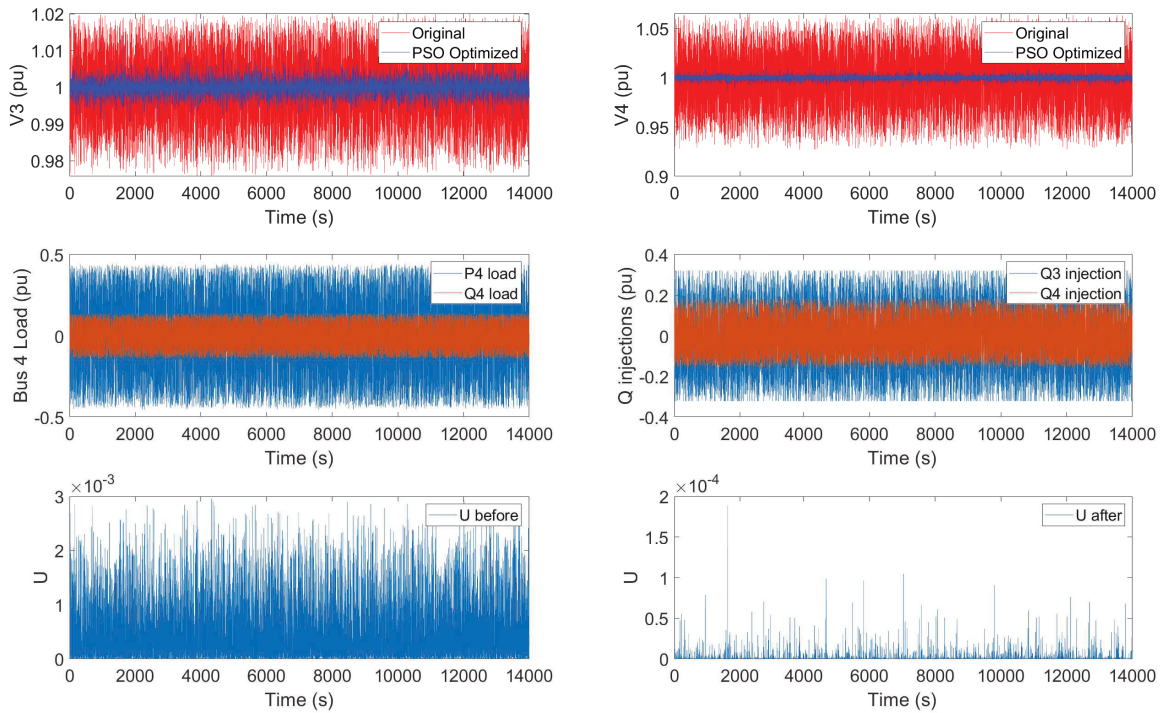 V3 (pu)
1.02
1.01
1
0.99
0.98
Original
PSO Optimized
0 2000 4000 6000 8000 10000 12000 14000
Time (s)
V4 (pu)
1.05
1
0.95
0.9
Original
PSO Optimized
0 2000 4000 6000 8000 10000 12000 14000
Time (s)
Bus 4 Load (pu)
0.5
0
-0.5
P4 load
Q4 load
0 2000 4000 6000 8000 10000 12000 14000
Time (s)
Q injections (pu)
0.4
0.2
0
-0.2
-0.4
Q3 injection
Q4 injection
0 2000 4000 6000 8000 10000 12000 14000
Time (s)
×10⁻³
U
3
2
1
0
U before
0 2000 4000 6000 8000 10000 12000 14000
Time (s)
×10⁻⁴
U
2
1.5
1
0.5
0
U after
0 2000 4000 6000 8000 10000 12000 14000
Time (s)